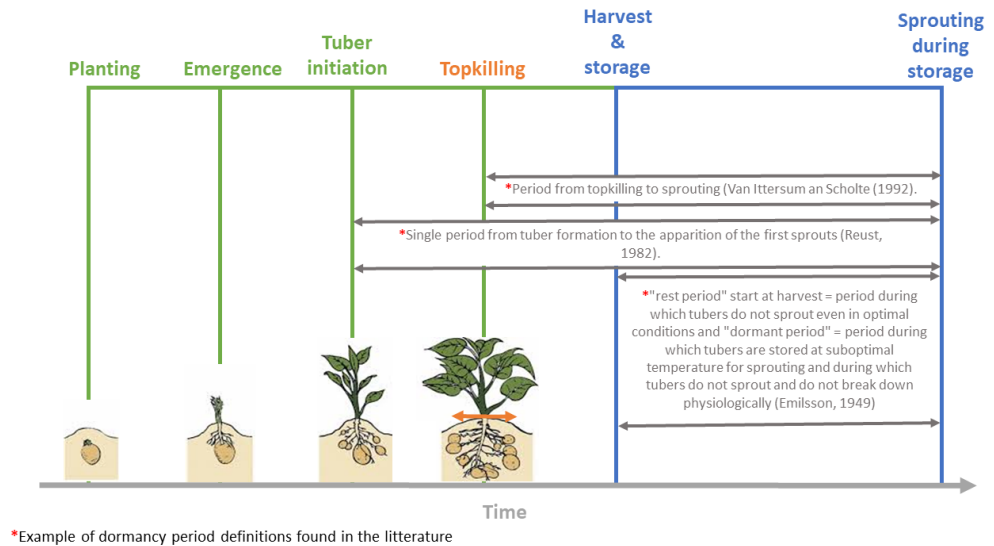 Planting
Emergence
Tuber
initiation
Topkilling
Harvest
&
storage
Sprouting
during
storage
*Period from topkilling to sprouting (Van Ittersum an Scholte (1992).
*Single period from tuber formation to the apparition of the first sprouts (Reust,
1982).
*"rest period" start at harvest = period during
which tubers do not sprout even in optimal
conditions and "dormant period" = period during
which tubers are stored at suboptimal
temperature for sprouting and during which
tubers do not sprout and do not break down
physiologically (Emilsson, 1949)
Time
*Example of dormancy period definitions found in the litterature